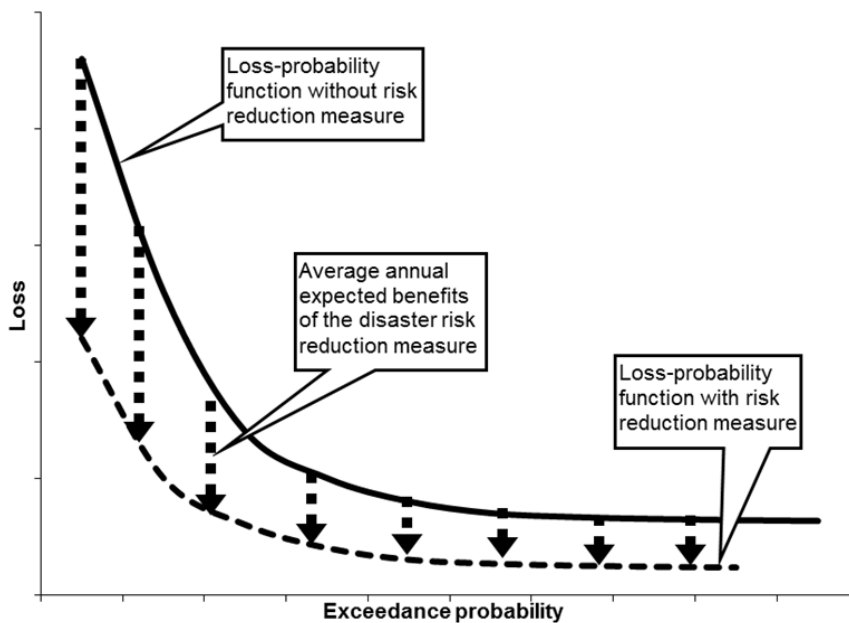 Loss-probability
function without risk
reduction measure
Average annual
expected benefits
of the disaster risk
reduction measure
Loss-probability
function with risk
reduction measure
Loss
Exceedance probability